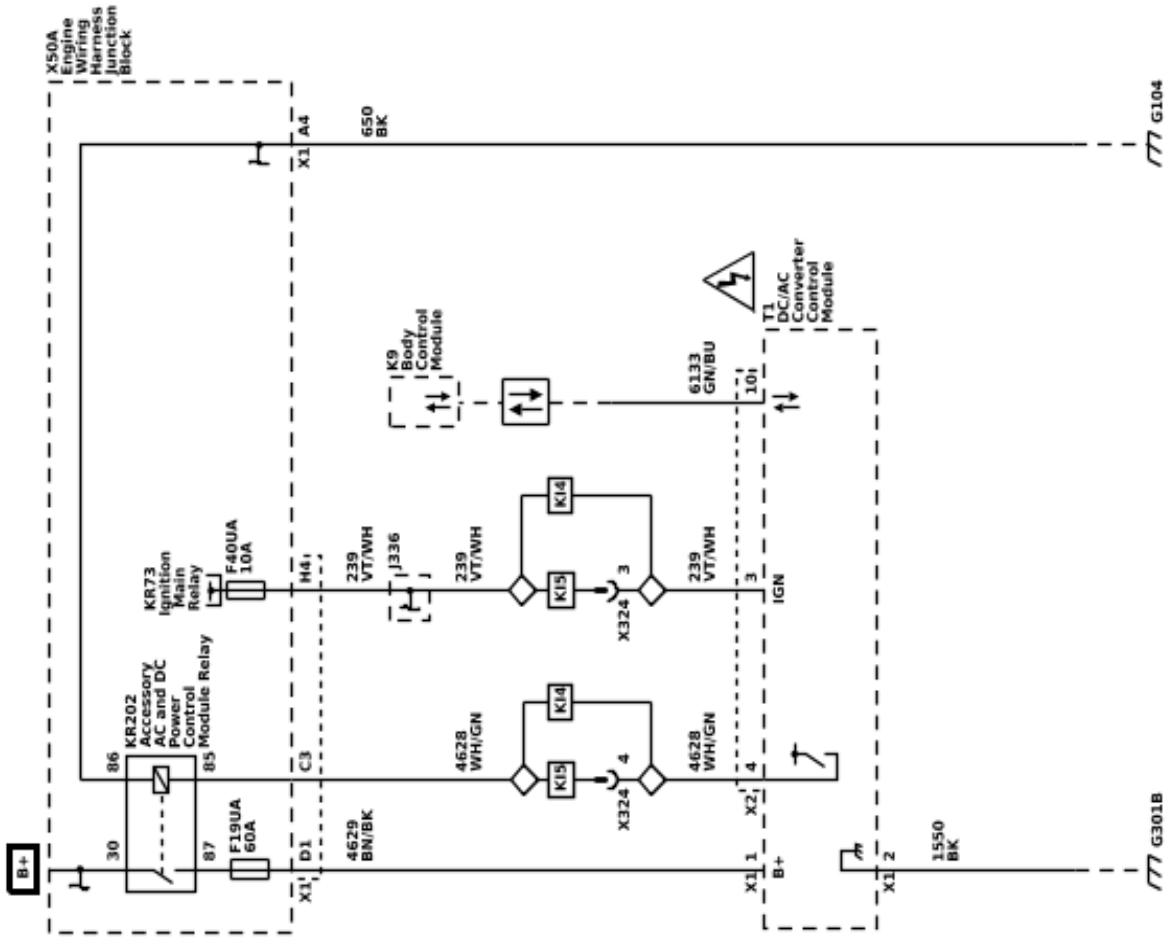 X50A
Engine
Wiring
Harness
Junction
Block
B+
KR202
Accessory
AC and DC
Power
Control
Module Relay
30
86
87
85
F19UA
60A
KR73
Ignition
Main
Relay
F40UA
10A
X1
D1
C3
H4
X1
A4
4629
BN/BK
4628
WH/GN
239
VT/WH
650
BK
J336
239
VT/WH
K9
Body
Control
Module
KI5
KI4
KI5
KI4
X324
4
X324
3
4628
WH/GN
239
VT/WH
6133
GN/BU
X1
1
X2
4
3
10
B+
IGN
T1
DC/AC
Converter
Control
Module
X1
2
1550
BK
G301B
G104